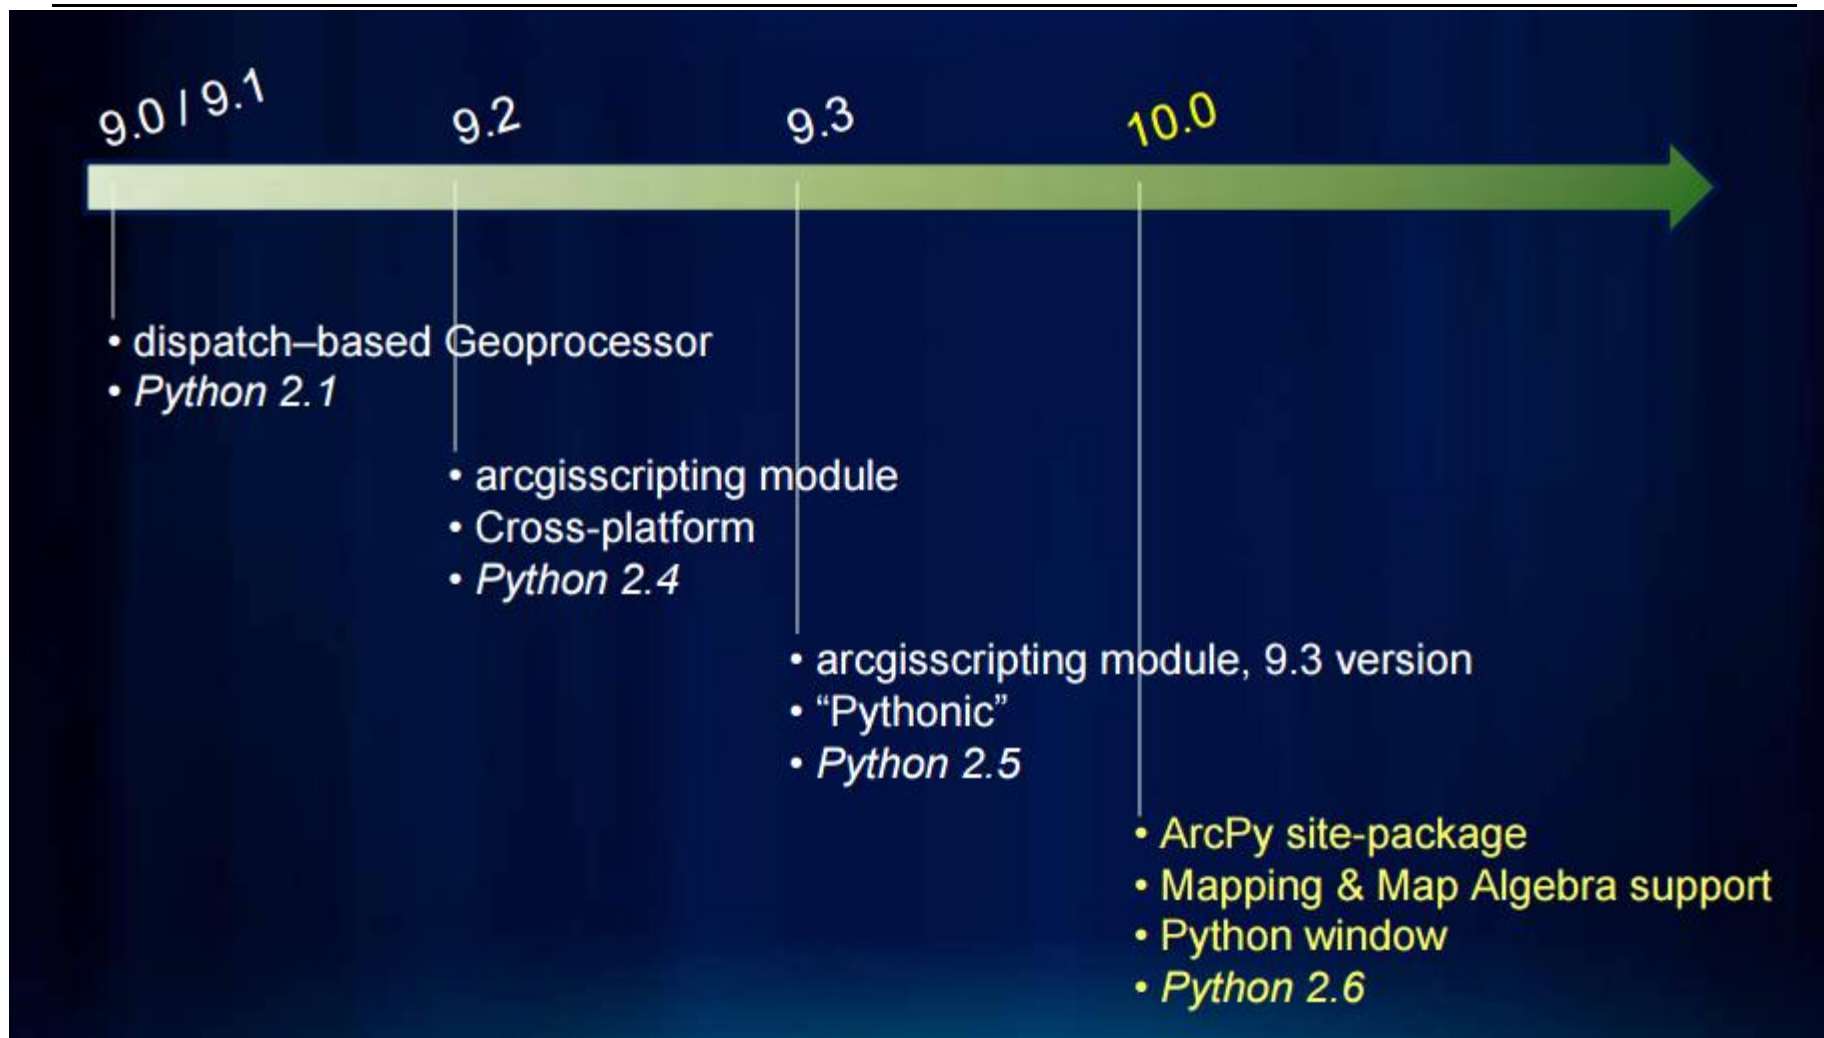 9.0 / 9.1
9.2
9.3
10.0
• dispatch–based Geoprocessor
• Python 2.1
• arcgisscripting module
• Cross-platform
• Python 2.4
• arcgisscripting module, 9.3 version
• “Pythonic”
• Python 2.5
• ArcPy site-package
• Mapping & Map Algebra support
• Python window
• Python 2.6